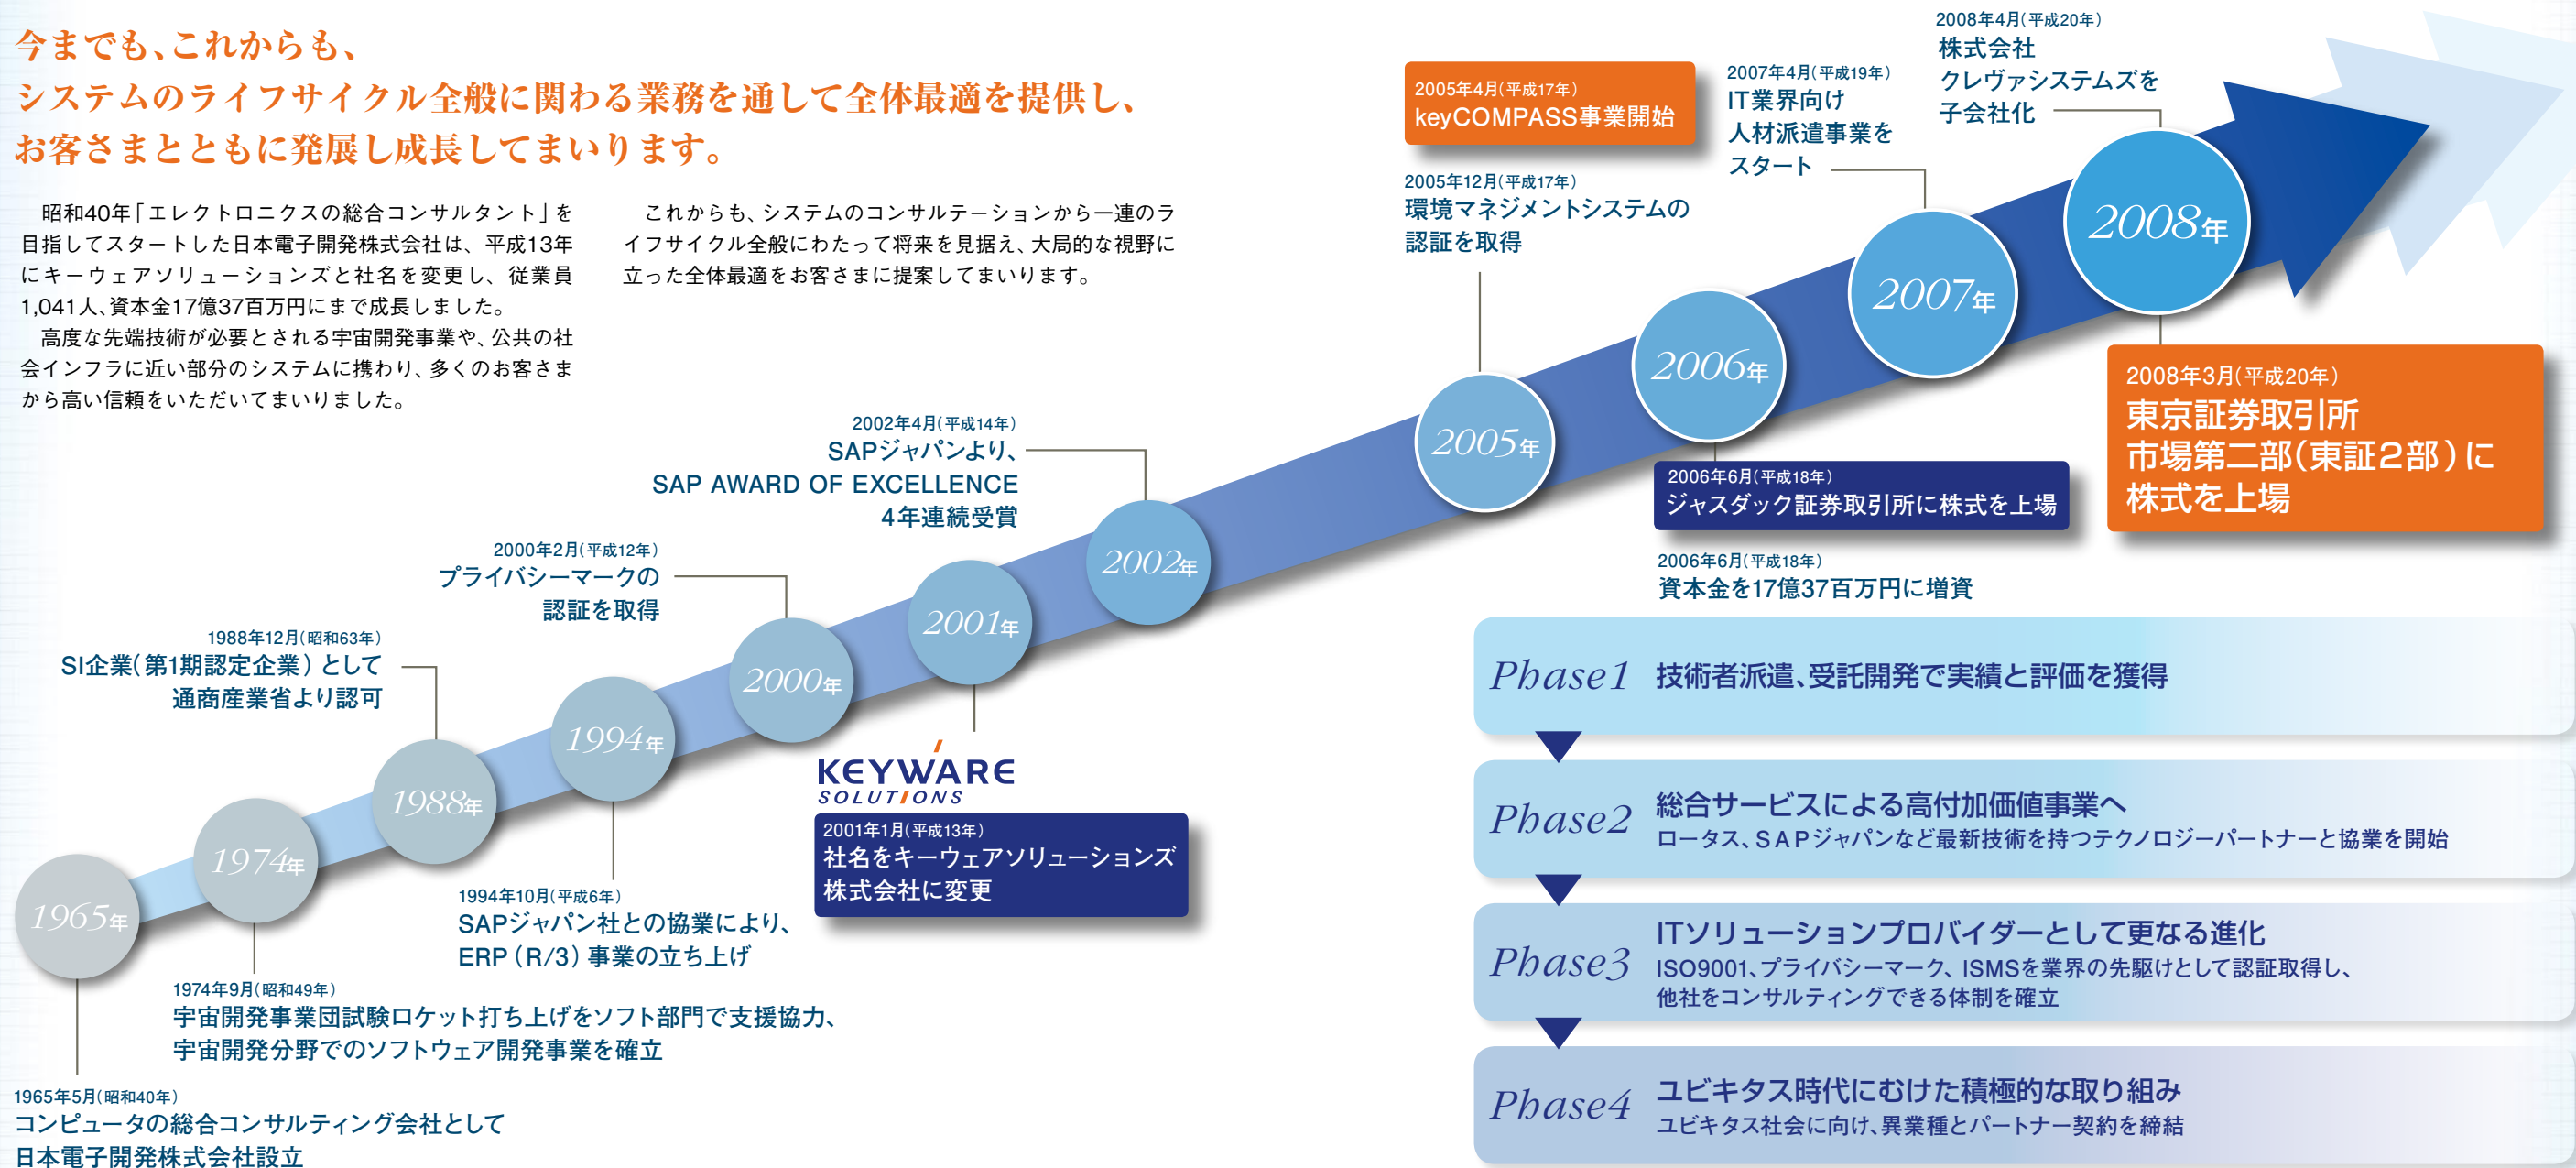 今までも、これからも、
システムのライフサイクル全般に関わる業務を通して全体最適を提供し、
お客さまとともに発展し成長してまいります。
昭和40年「エレクトロニクスの総合コンサルタント」を
目指してスタートした日本電子開発株式会社は、平成13年
にキーウェアソリューションズと社名を変更し、従業員
1,041人、資本金17億37百万円にまで成長しました。
高度な先端技術が必要とされる宇宙開発事業や、公共の社
会インフラに近い部分のシステムに携わり、多くのお客さま
から高い信頼をいただいてまいりました。
これからも、システムのコンサルテーションから一連のラ
イフサイクル全般にわたって将来を見据え、大局的な視野に
立った全体最適をお客さまに提案してまいります。
1965年
1965年5月(昭和40年)
コンピュータの総合コンサルティング会社として
日本電子開発株式会社設立
1974年
1974年9月(昭和49年)
宇宙開発事業団試験ロケット打ち上げをソフト部門で支援協力、
宇宙開発分野でのソフトウェア開発事業を確立
1988年12月(昭和63年)
SI企業(第1期認定企業)として
通商産業省より認可
1988年
1994年
1994年10月(平成6年)
SAPジャパン社との協業により、
ERP(R/3)事業の立ち上げ
2000年2月(平成12年)
プライバシーマークの
認証を取得
2000年
2001年
KEYWARE
SOLUTIONS
2001年1月(平成13年)
社名をキーウェアソリューションズ
株式会社に変更
2002年4月(平成14年)
SAPジャパンより、
SAP AWARD OF EXCELLENCE
4年連続受賞
2002年
2005年4月(平成17年)
keyCOMPASS事業開始
2005年12月(平成17年)
環境マネジメントシステムの
認証を取得
2005年
2006年
2006年6月(平成18年)
ジャスダック証券取引所に株式を上場
2006年6月(平成18年)
資本金を17億37百万円に増資
2007年4月(平成19年)
IT業界向け
人材派遣事業を
スタート
2007年
2008年4月(平成20年)
株式会社
クレヴァシステムズを
子会社化
2008年
2008年3月(平成20年)
東京証券取引所
市場第二部(東証2部)に
株式を上場
Phase1 技術者派遣、受託開発で実績と評価を獲得
Phase2 総合サービスによる高付加価値事業へ
ロータス、SAPジャパンなど最新技術を持つテクノロジーパートナーと協業を開始
Phase3 ITソリューションプロバイダーとして更なる進化
ISO9001、プライバシーマーク、ISMSを業界の先駆けとして認証取得し、
他社をコンサルティングできる体制を確立
Phase4 ユビキタス時代にむけた積極的な取り組み
ユビキタス社会に向け、異業種とパートナー契約を締結